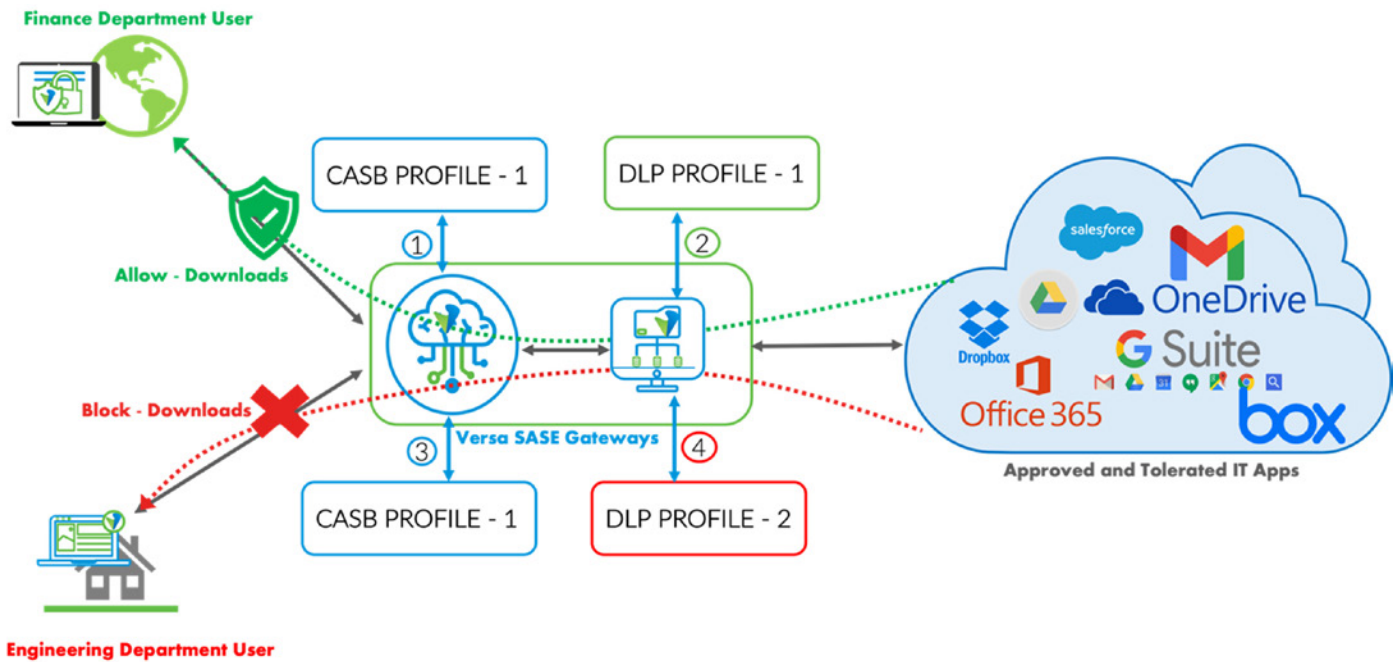 Finance Department User
CASB PROFILE - 1
DLP PROFILE - 1
1
2
salesforce
Allow - Downloads
OneDrive
Dropbox
G Suite
31
Block - Downloads
Office 365
box
Versa SASE Gateways
3
4
Approved and Tolerated IT Apps
CASB PROFILE - 1
DLP PROFILE - 2
Engineering Department User